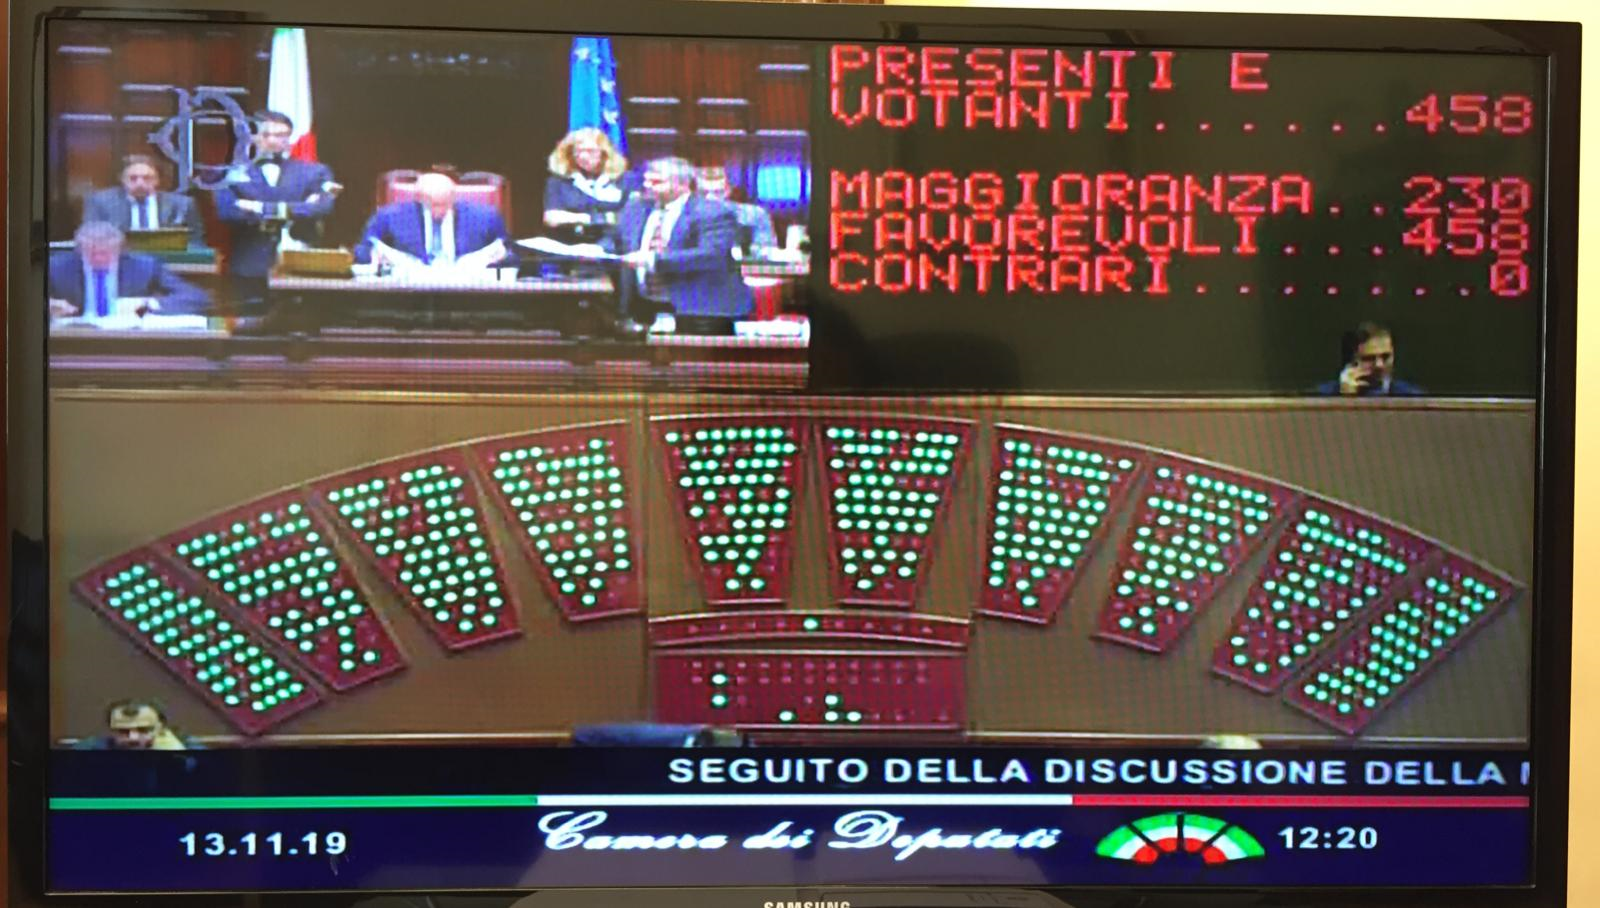 PRESENTI E
VOTANTI......458
MAGGIORANZA..230
FAVOREVOLI...458
CONTRARI........0
SEGUITO DELLA DISCUSSIONE DELLA
13.11.19
Camera dei Deputati
12:20
SAMSUNG